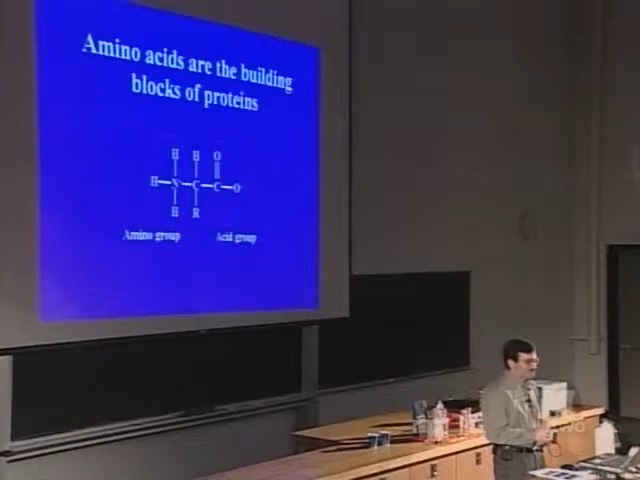 Amino acids are the building
blocks of proteins
H H O
H N C C O
H R
Amino group Acid group